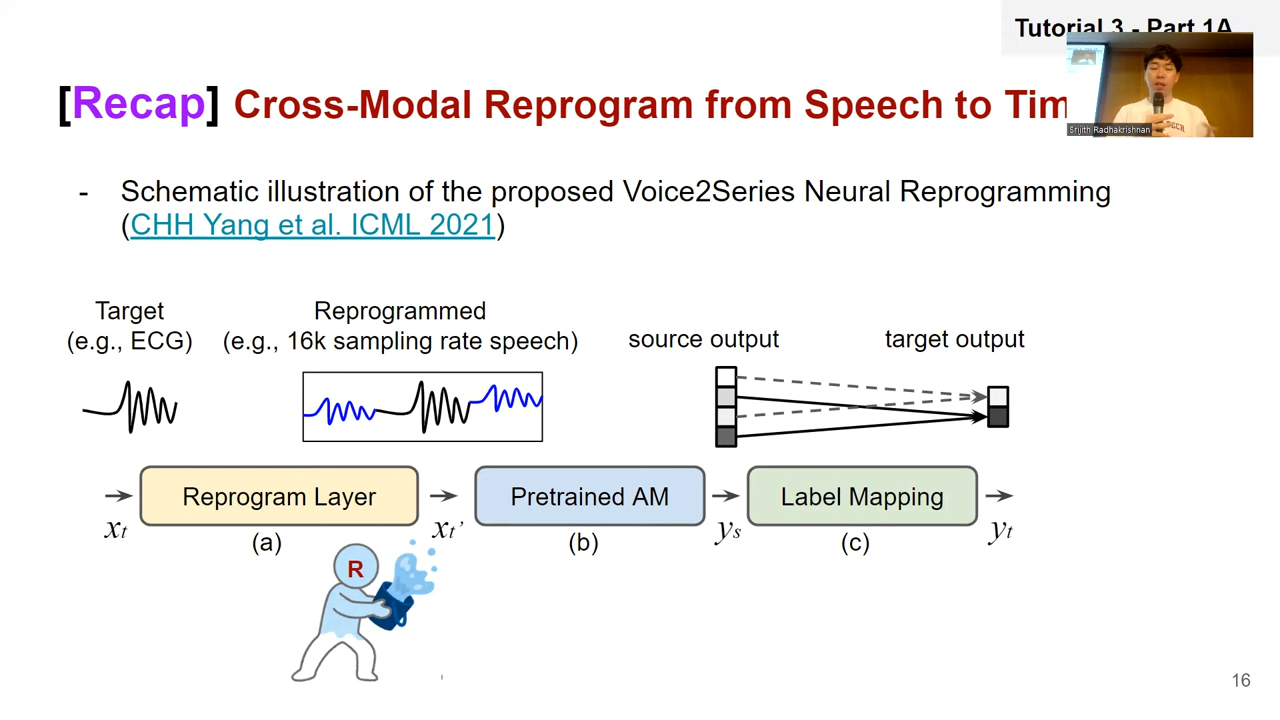 Tutorial 3 - Part 1A
[Recap] Cross-Modal Reprogram from Speech to Tim
Srijith Radhakrishnan
- Schematic illustration of the proposed Voice2Series Neural Reprogramming
(CHH Yang et al. ICML 2021)
Target
(e.g., ECG)
Reprogrammed
(e.g., 16k sampling rate speech)
source output
target output
Reprogram Layer
Pretrained AM
Label Mapping
xt
(a)
xt’
(b)
ys
(c)
yt
R
16